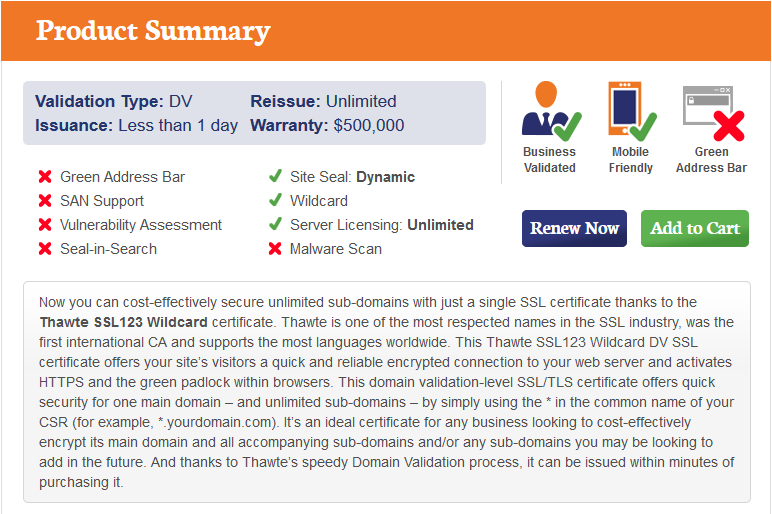 Product Summary
Validation Type: DV Reissue: Unlimited
Issuance: Less than 1 day Warranty: $500,000
Green Address Bar
SAN Support
Vulnerability Assessment
Seal-in-Search
Site Seal: Dynamic
Wildcard
Server Licensing: Unlimited
Malware Scan
Business
Validated
Mobile
Friendly
Green
Address Bar
Renew Now
Add to Cart
Now you can cost-effectively secure unlimited sub-domains with just a single SSL certificate thanks to the
Thawte SSL123 Wildcard certificate. Thawte is one of the most respected names in the SSL industry, was the
first international CA and supports the most languages worldwide. This Thawte SSL123 Wildcard DV SSL
certificate offers your site’s visitors a quick and reliable encrypted connection to your web server and activates
HTTPS and the green padlock within browsers. This domain validation-level SSL/TLS certificate offers quick
security for one main domain – and unlimited sub-domains – by simply using the * in the common name of your
CSR (for example, *.yourdomain.com). It’s an ideal certificate for any business looking to cost-effectively
encrypt its main domain and all accompanying sub-domains and/or any sub-domains you may be looking to
add in the future. And thanks to Thawte’s speedy Domain Validation process, it can be issued within minutes of
purchasing it.